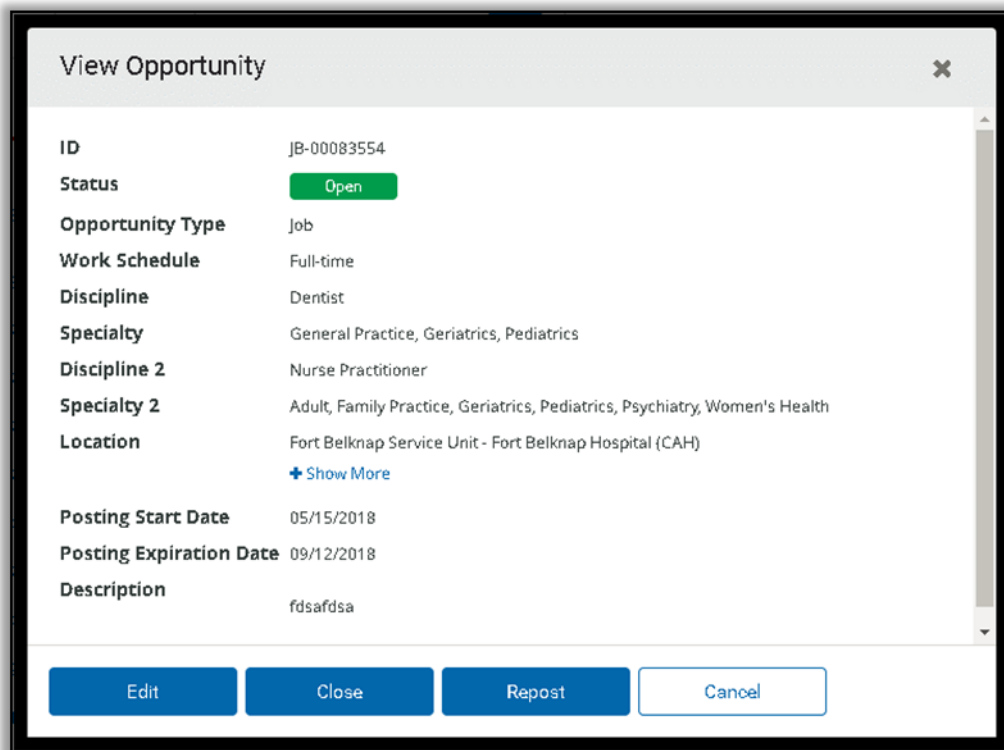 View Opportunity
ID JB-00083554
Status Open
Opportunity Type Job
Work Schedule Full-time
Discipline Dentist
Specialty General Practice, Geriatrics, Pediatrics
Discipline 2 Nurse Practitioner
Specialty 2 Adult, Family Practice, Geriatrics, Pediatrics, Psychiatry, Women's Health
Location Fort Belknap Service Unit - Fort Belknap Hospital (CAH)
+ Show More
Posting Start Date 05/15/2018
Posting Expiration Date 09/12/2018
Description
fdsafdsa
Edit Close Repost Cancel